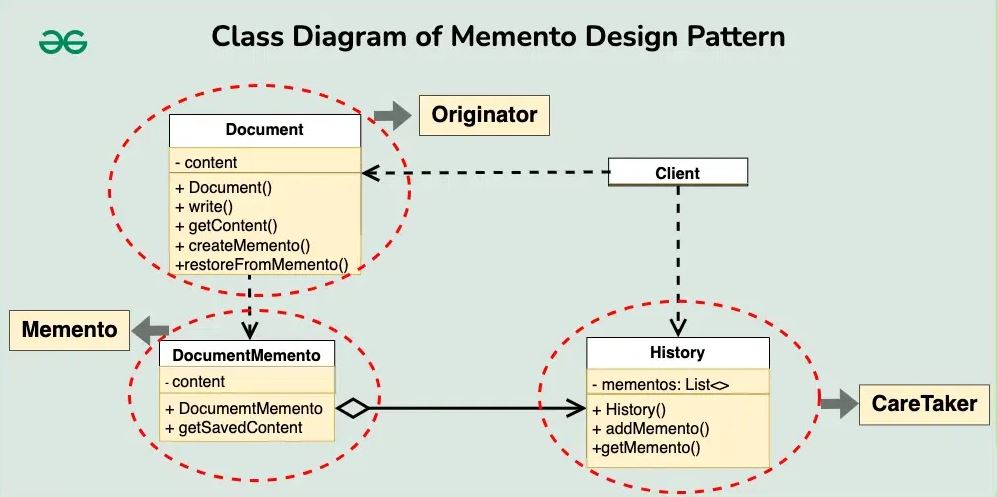 Class Diagram of Memento Design Pattern
Originator
Document
- content
+ Document()
+ write()
+ getContent()
+ createMemento()
+restoreFromMemento()
Client
Memento
DocumentMemento
- content
+ DocumemtMemento
+ getSavedContent
History
- mementos: List<>
+ History()
+ addMemento()
+getMemento()
CareTaker